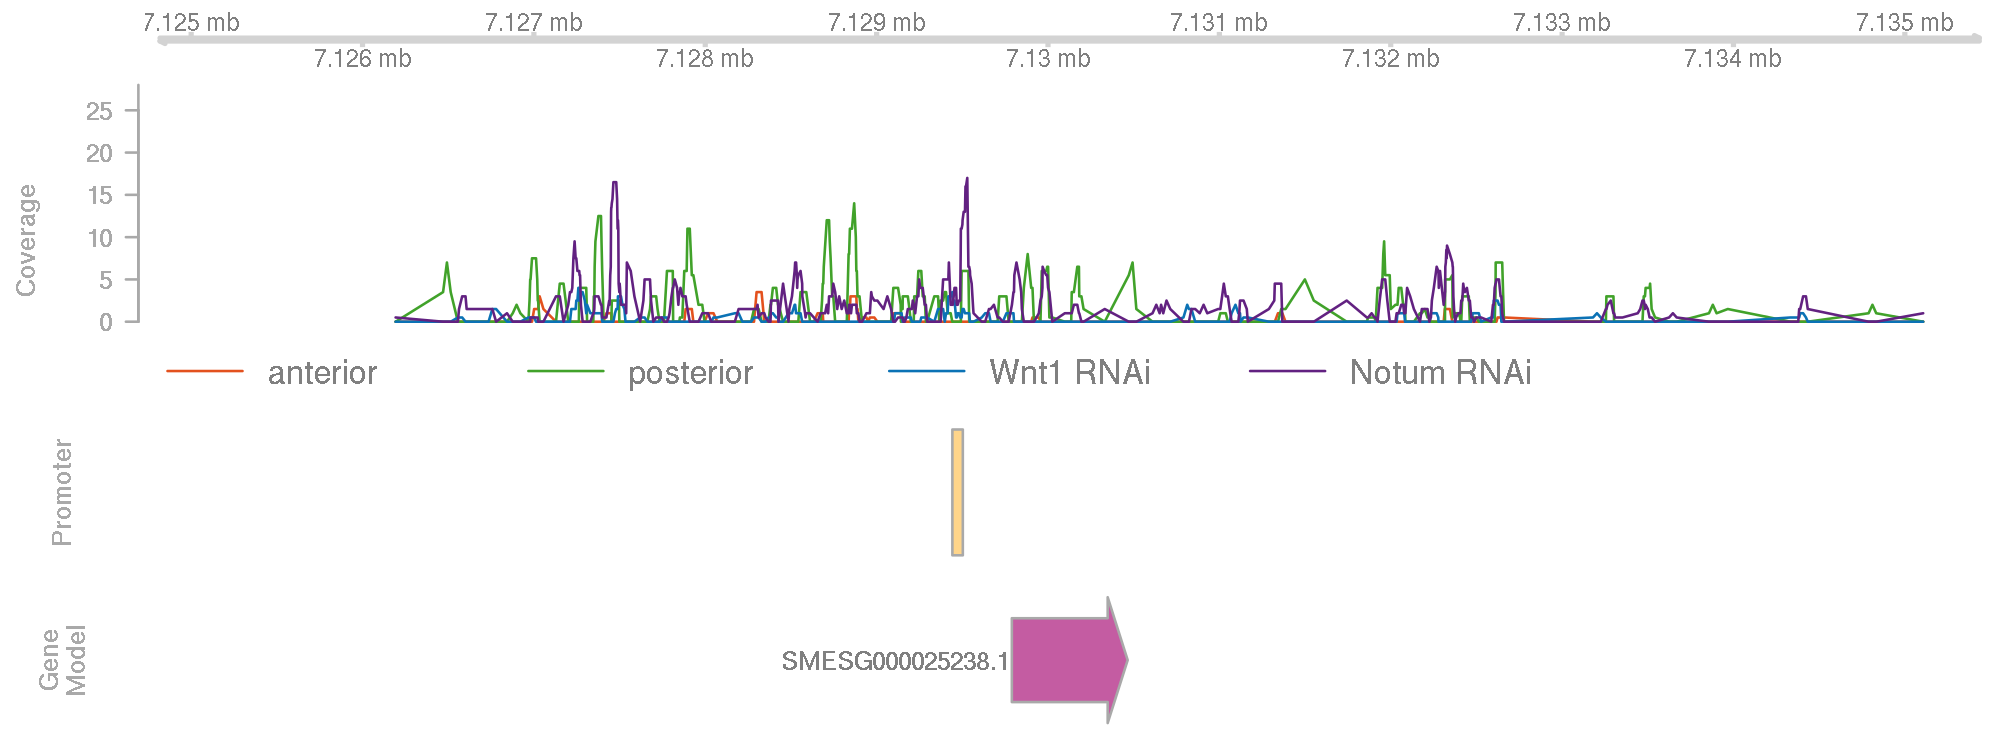 7.125 mb 7.127 mb 7.129 mb 7.131 mb 7.133 mb 7.135 mb
7.126 mb 7.128 mb 7.13 mb 7.132 mb 7.134 mb
Coverage
25
20
15
10
5
0
anterior posterior Wnt1 RNAi Notum RNAi
Promoter
Gene
Model
SMESG000025238.1